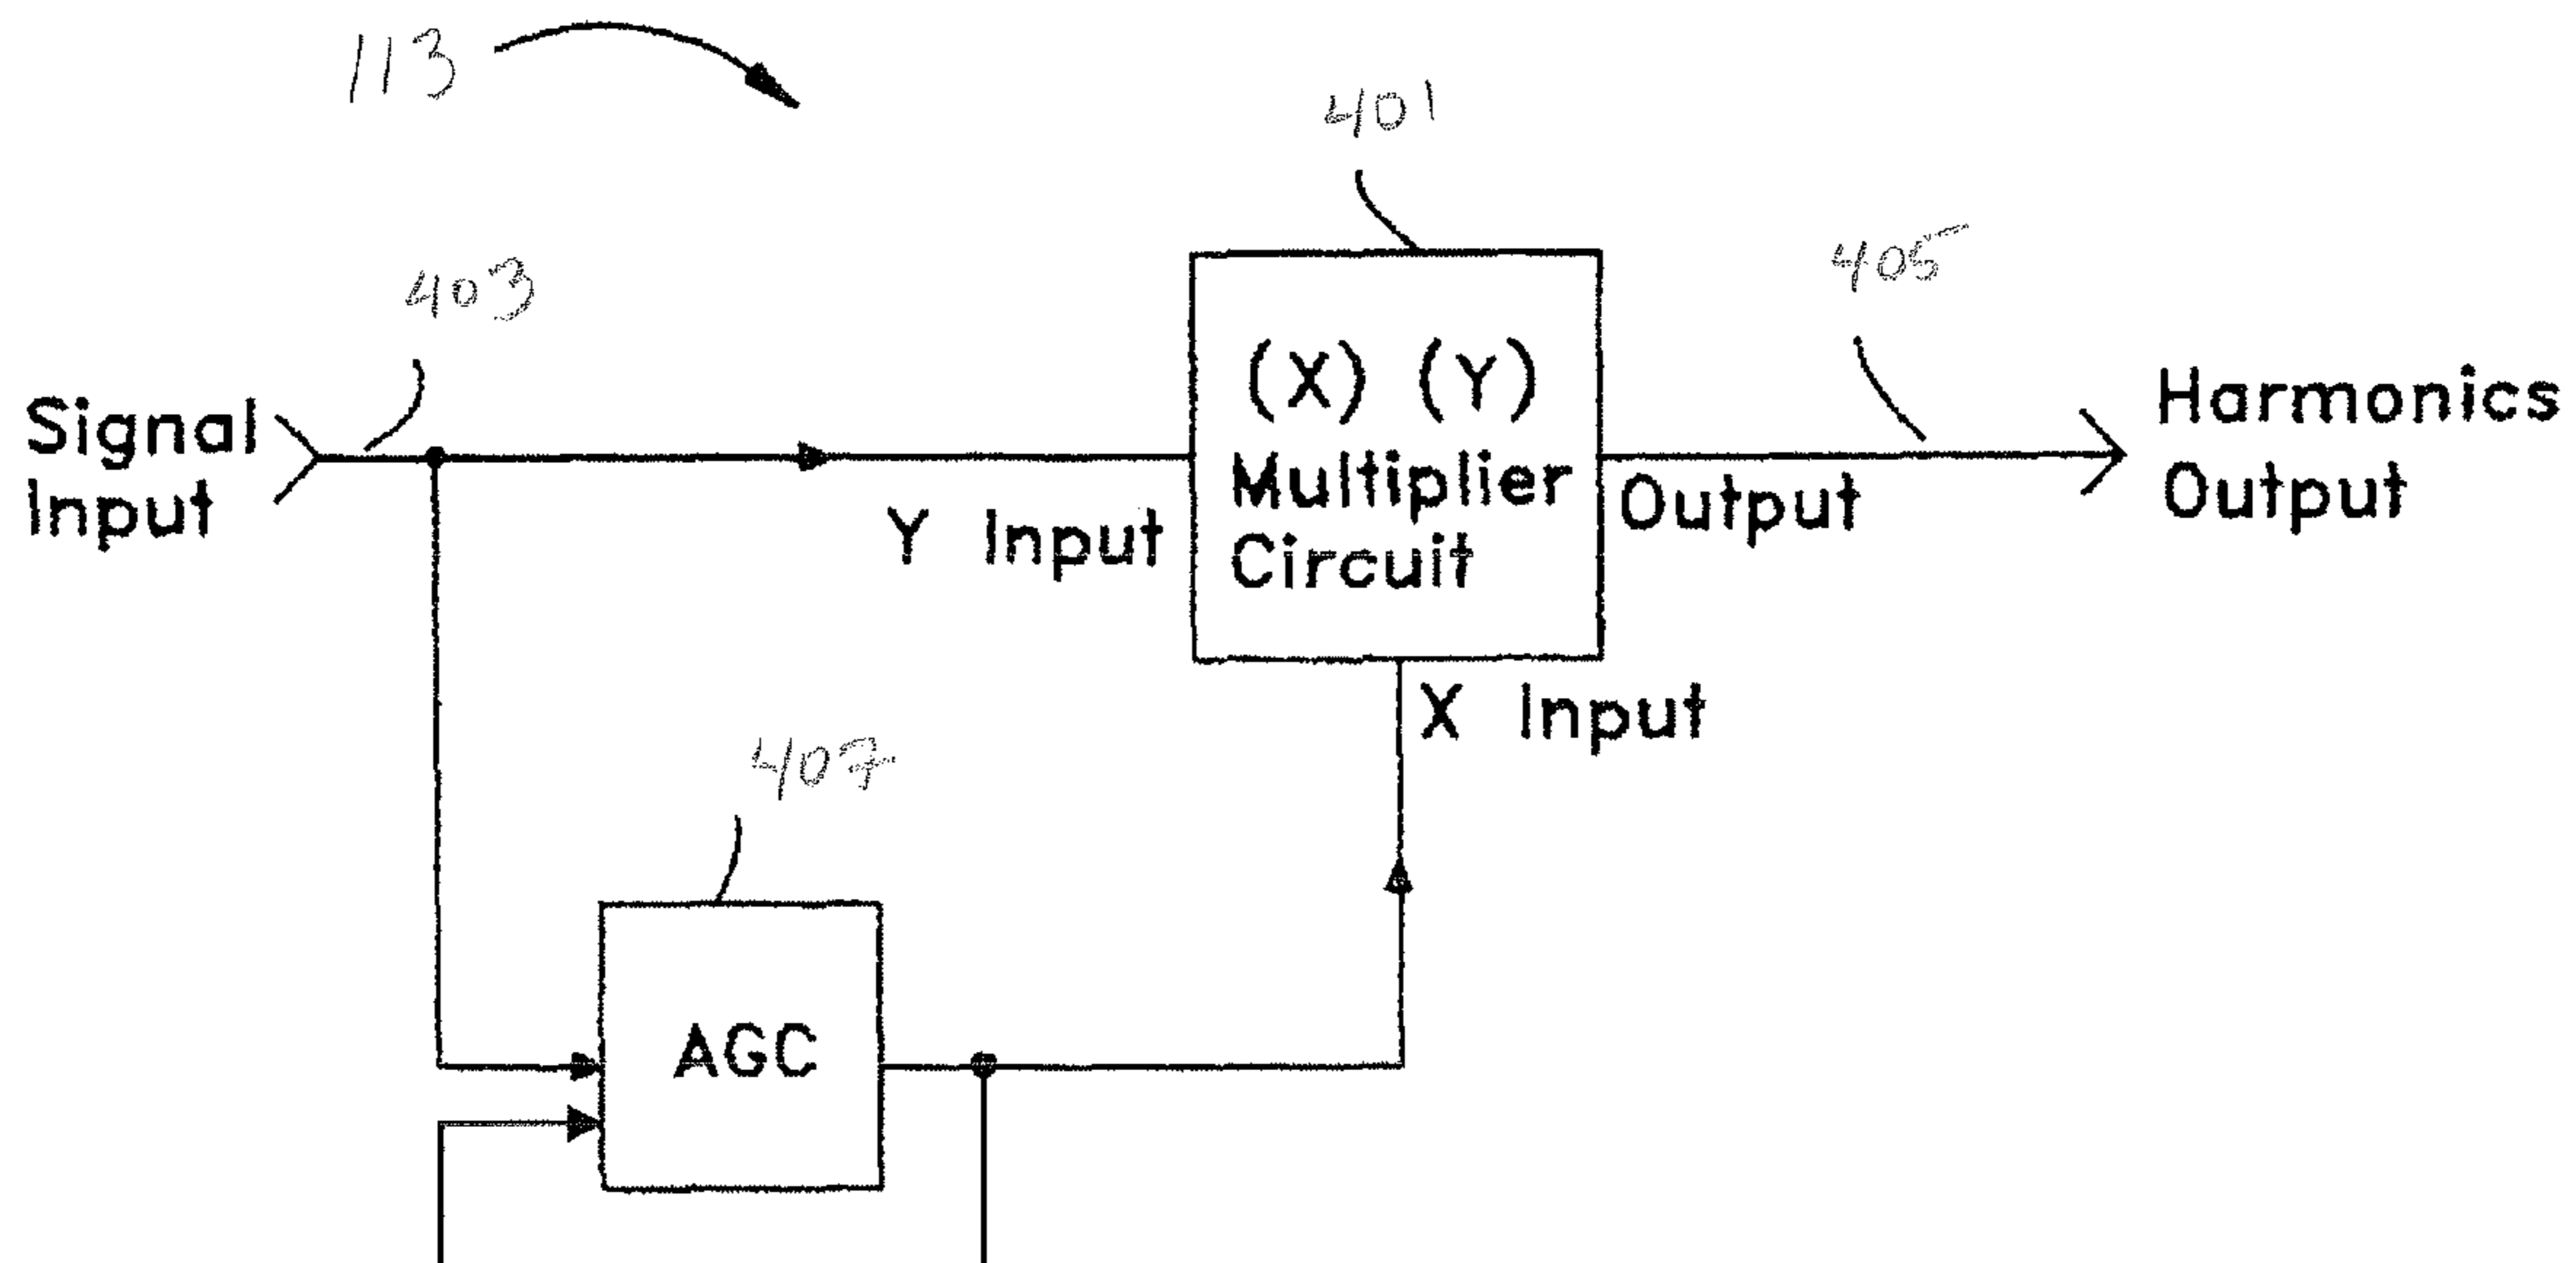 113
401
403
405
Signal
Input
(X) (Y)
Multiplier
Circuit
Y Input
Output
Harmonics
Output
X Input
407
AGC